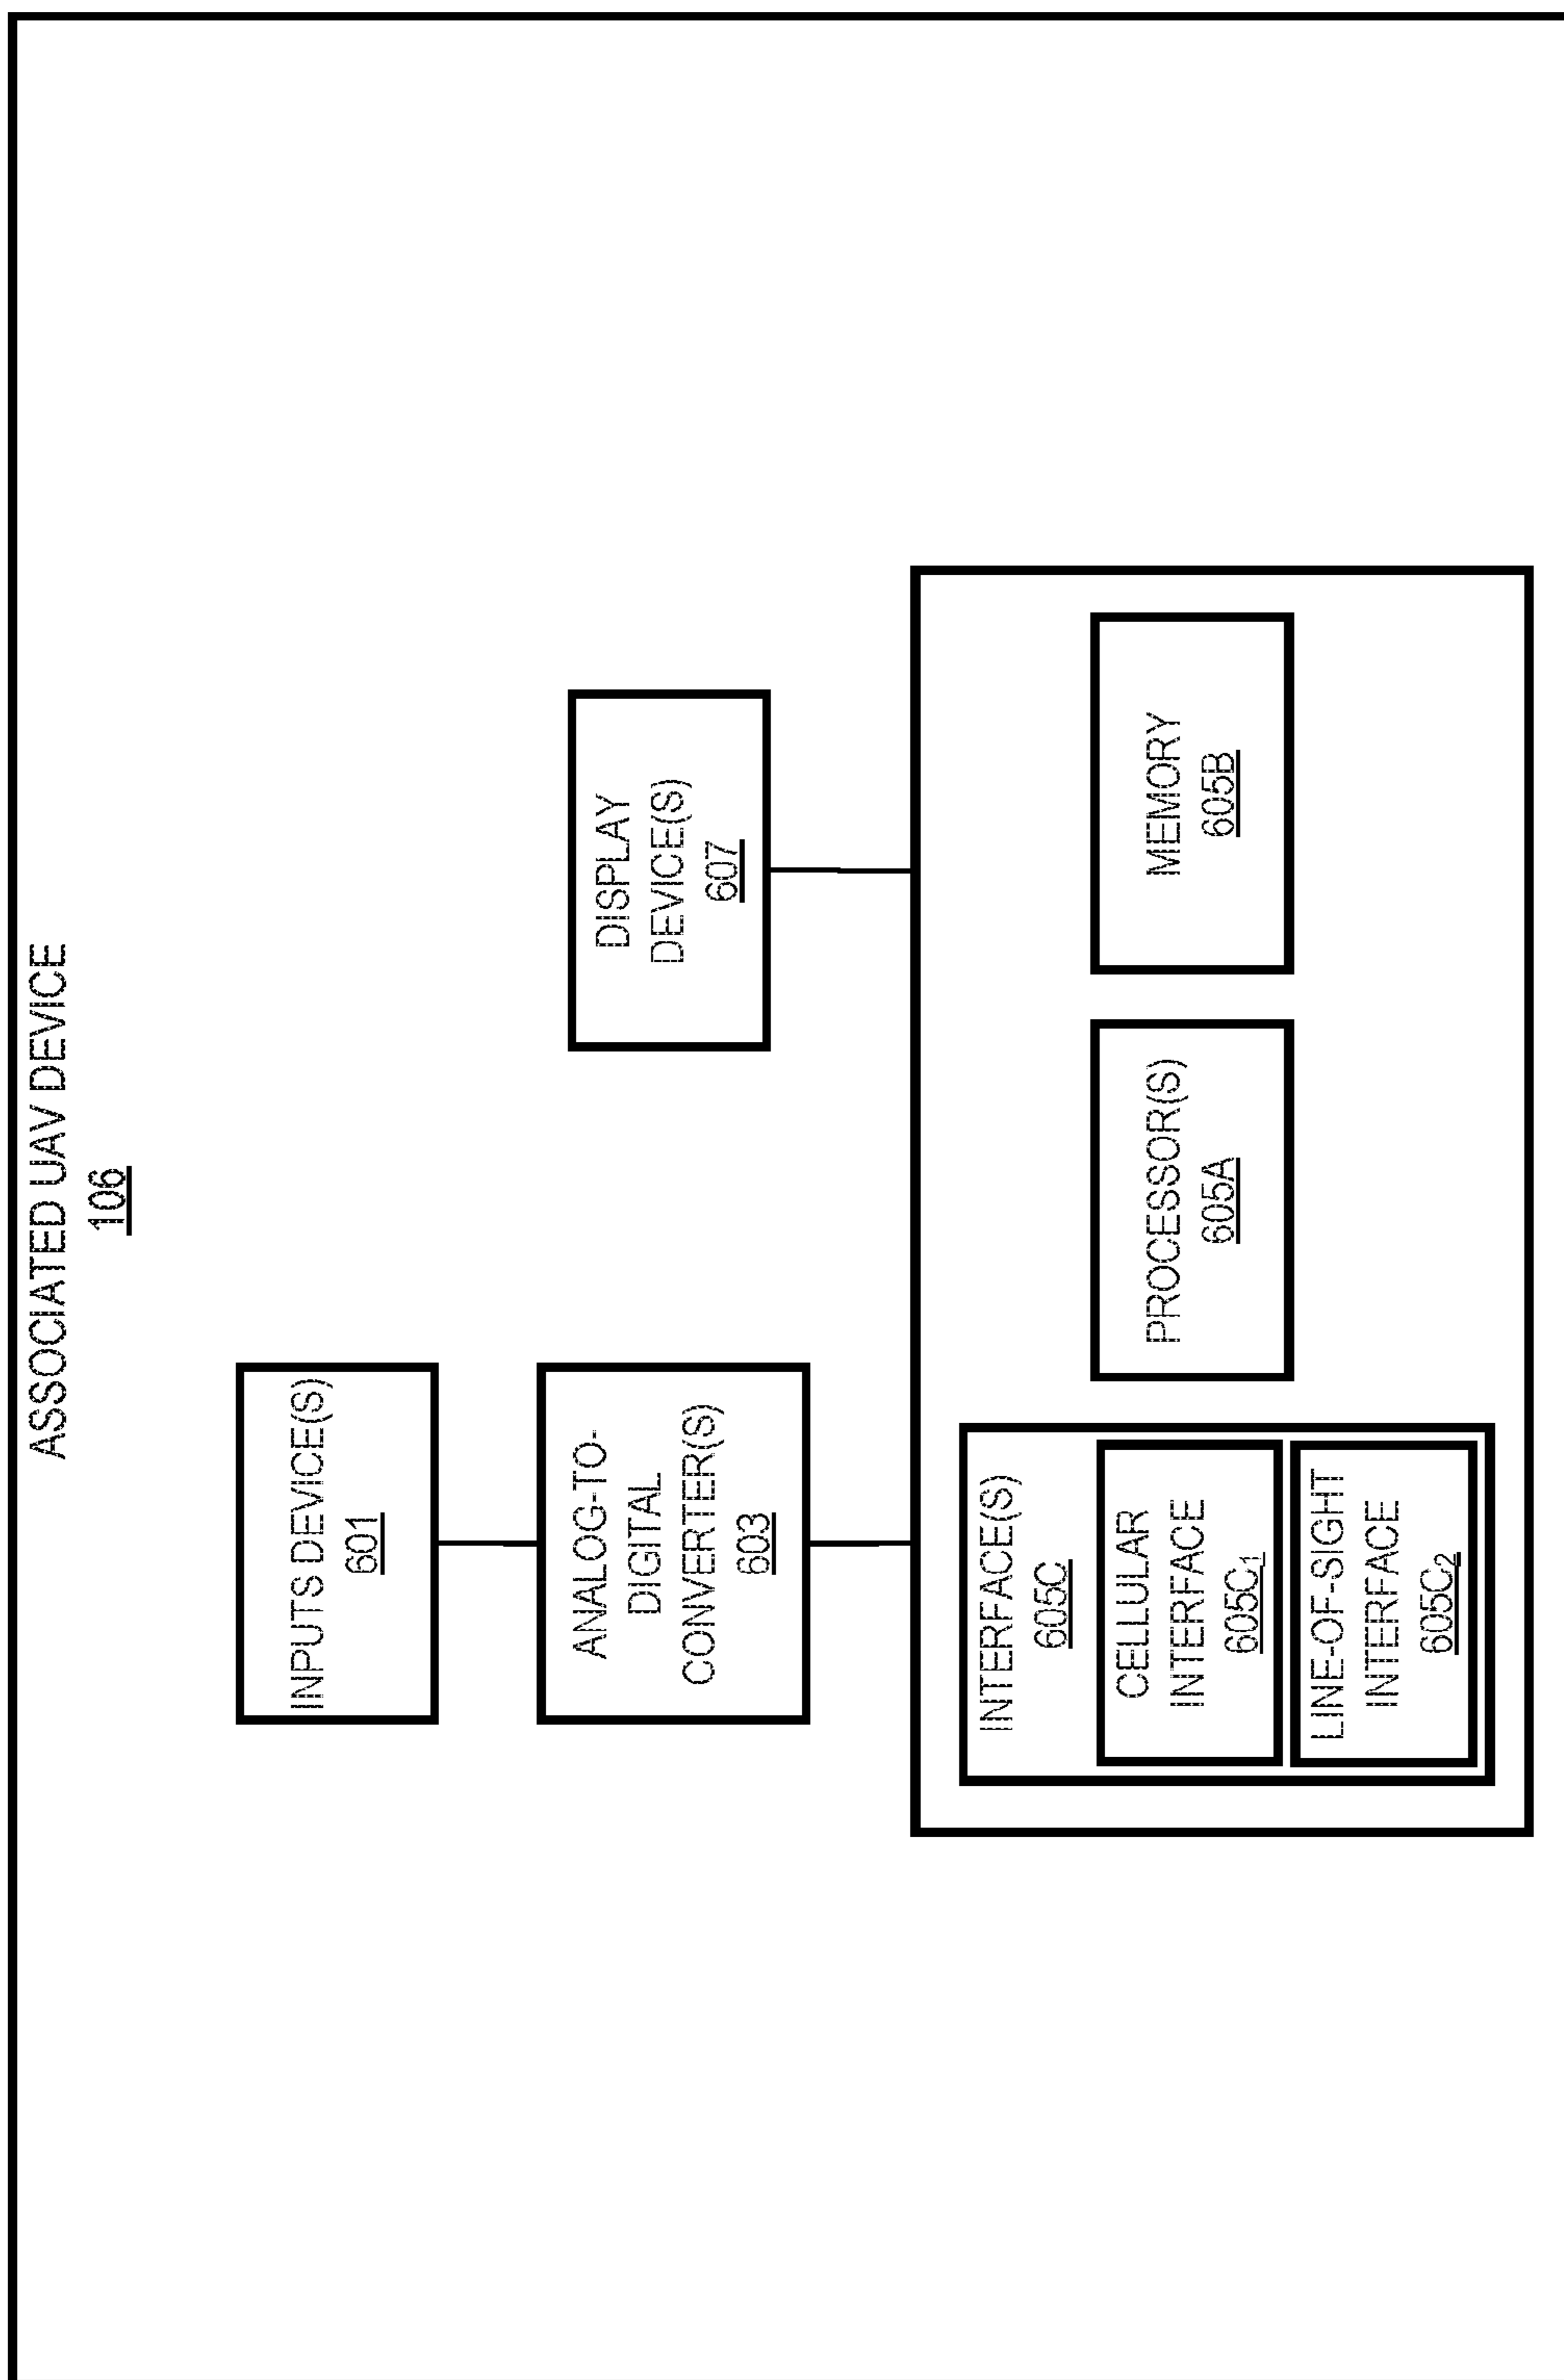 ASSOCIATED UAV DEVICE
106
INPUTS DEVICE(S)
601
ANALOG-TO-
DIGITAL
CONVERTER(S)
603
DISPLAY
DEVICE(S)
607
INTERFACE(S)
605C
CELLULAR
INTERFACE
605C1
LINE-OF-SIGHT
INTERFACE
605C2
PROCESSOR(S)
605A
MEMORY
605B